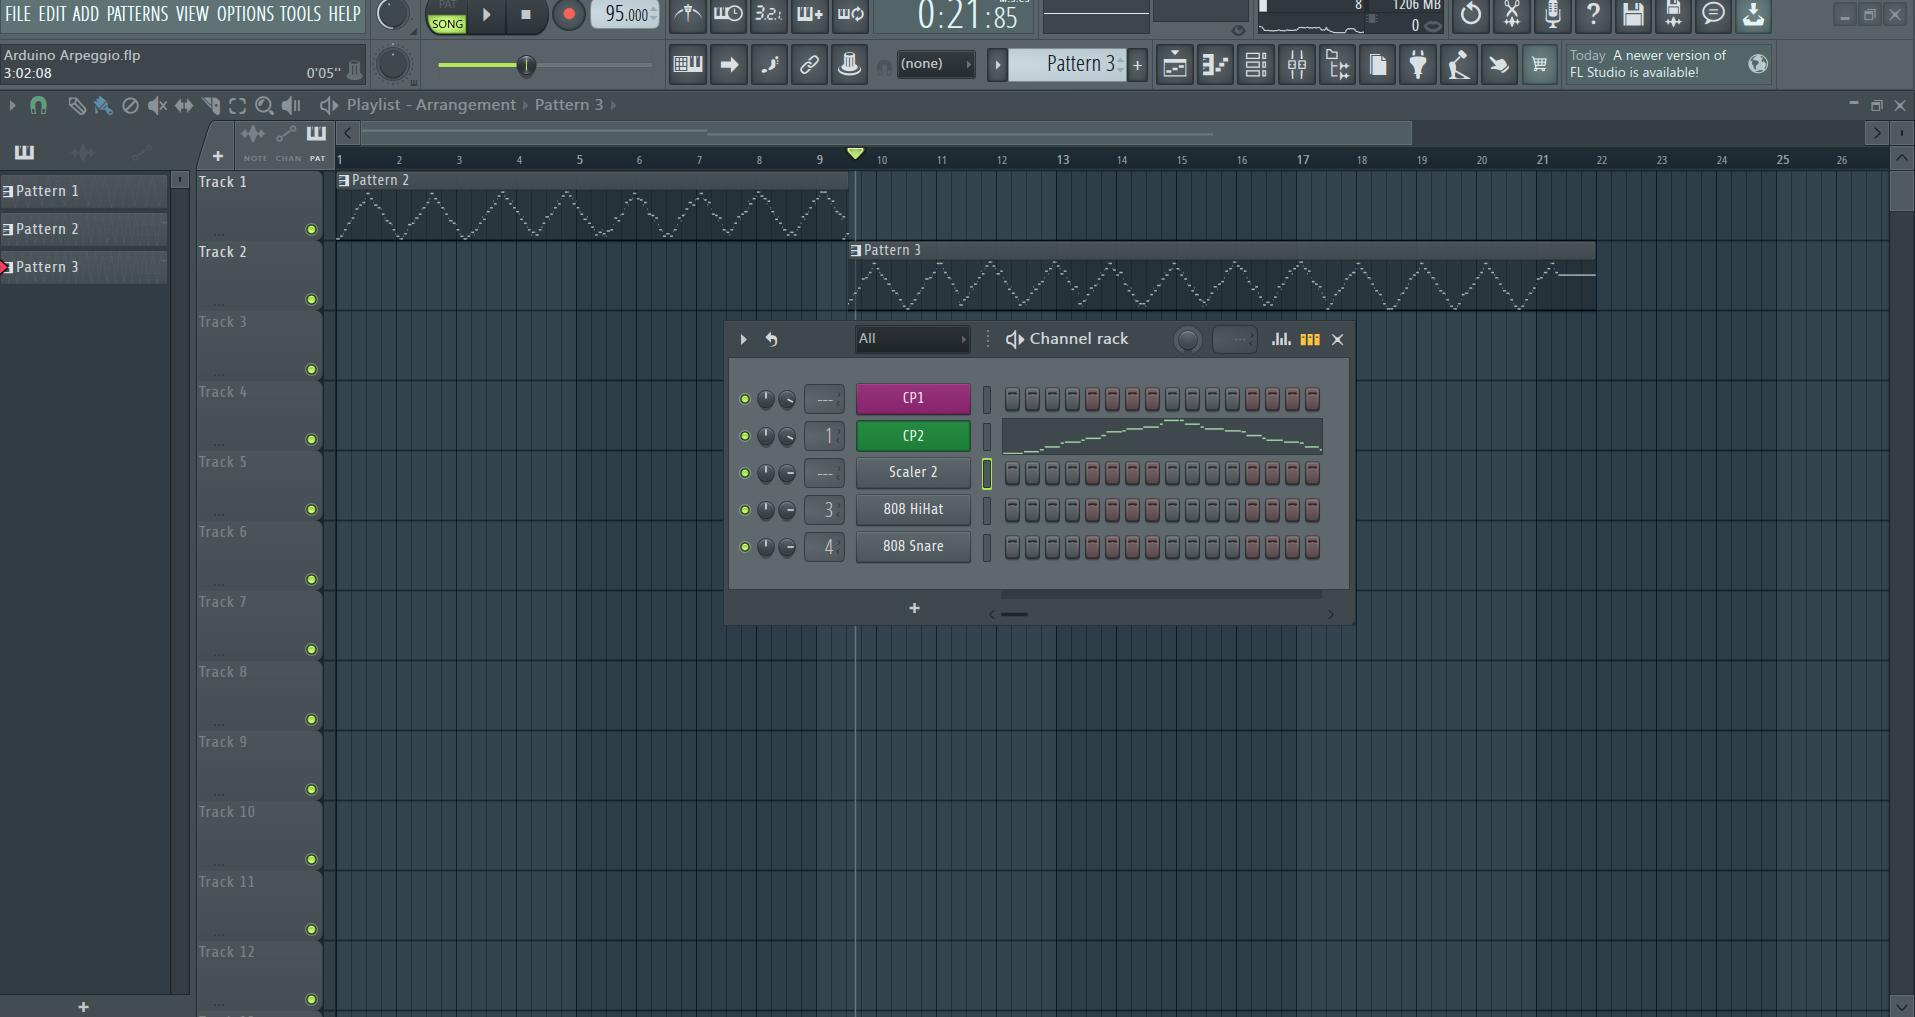 FILE EDIT ADD PATTERNS VIEW OPTIONS TOOLS HELP
PAT
SONG
95.000
3.2.1
M:S:CS
0:21:85
8
1206 MB
0
Arduino Arpeggio.flp
3:02:08
0'05''
(none)
Pattern 3
+
Today A newer version of
FL Studio is available!
Playlist - Arrangement Pattern 3
NOTE CHAN PAT
1 2 3 4 5 6 7 8 9 10 11 12 13 14 15 16 17 18 19 20 21 22 23 24 25 26
Pattern 1
Pattern 2
Pattern 3
Track 1
Pattern 2
Track 2
Pattern 3
Track 3
Track 4
Track 5
Track 6
Track 7
Track 8
Track 9
Track 10
Track 11
Track 12
All
Channel rack
--- CP1
1 CP2
--- Scaler 2
3 808 HiHat
4 808 Snare
+
+